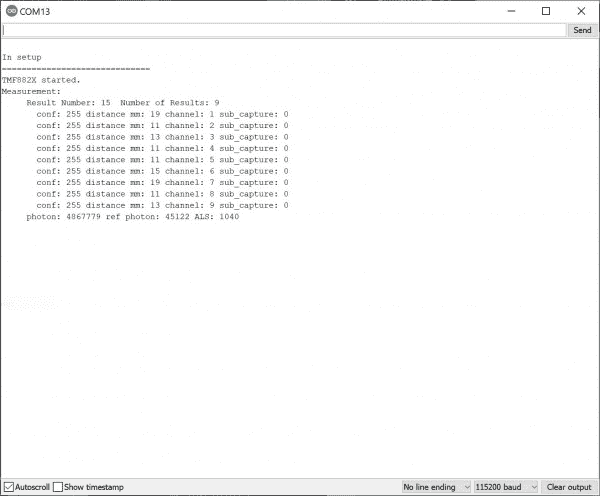 COM13
Send
In setup
==============================
TMF882X started.
Measurement:
Result Number: 15  Number of Results: 9
conf: 255 distance mm: 19 channel: 1 sub_capture: 0
conf: 255 distance mm: 11 channel: 2 sub_capture: 0
conf: 255 distance mm: 13 channel: 3 sub_capture: 0
conf: 255 distance mm: 11 channel: 4 sub_capture: 0
conf: 255 distance mm: 11 channel: 5 sub_capture: 0
conf: 255 distance mm: 15 channel: 6 sub_capture: 0
conf: 255 distance mm: 19 channel: 7 sub_capture: 0
conf: 255 distance mm: 11 channel: 8 sub_capture: 0
conf: 255 distance mm: 13 channel: 9 sub_capture: 0
photon: 4867779 ref photon: 45122 ALS: 1040
Autoscroll Show timestamp No line ending 115200 baud Clear output